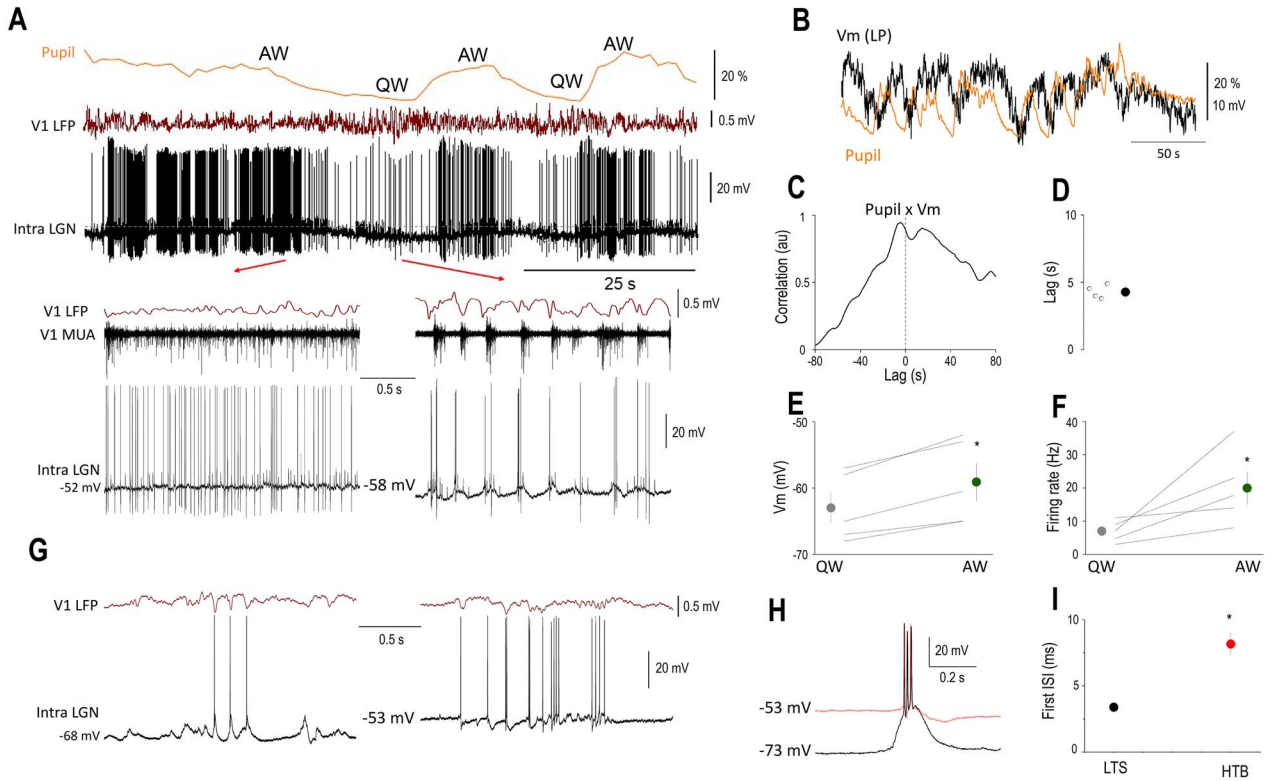 A
Pupil
AW
QW
AW
QW
AW
20 %
V1 LFP
0.5 mV
20 mV
Intra LGN
25 s
V1 LFP
0.5 mV
V1 MUA
0.5 s
20 mV
Intra LGN
-52 mV
-58 mV
B
Vm (LP)
20 %
10 mV
Pupil
50 s
C
Pupil x Vm
Correlation (au)
1
0.5
0
-80
-40
0
40
80
Lag (s)
D
Lag (s)
10
5
0
E
Vm (mV)
-50
-60
-70
*
QW
AW
F
Firing rate (Hz)
40
30
20
10
0
*
QW
AW
G
V1 LFP
0.5 mV
0.5 s
20 mV
Intra LGN
-68 mV
-53 mV
H
20 mV
0.2 s
-53 mV
-73 mV
I
First ISI (ms)
10
5
0
*
LTS
HTB